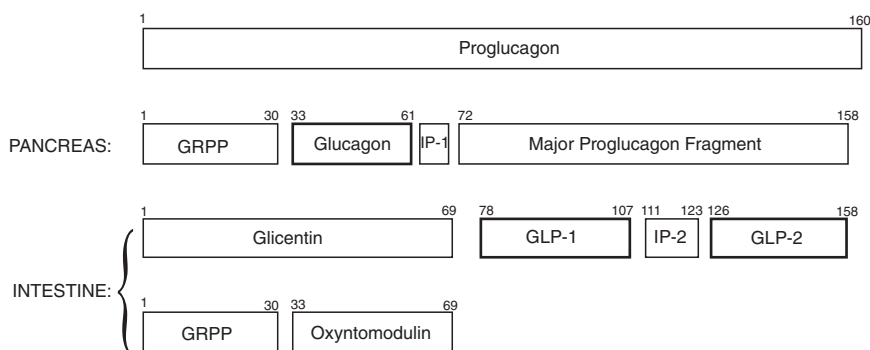 1 160
Proglucagon
1 30 33 61 72 158
PANCREAS: GRPP Glucagon IP-1 Major Proglucagon Fragment
1 69 78 107 111 123 126 158
Glicentin GLP-1 IP-2 GLP-2
INTESTINE:
1 30 33 69
GRPP Oxyntomodulin